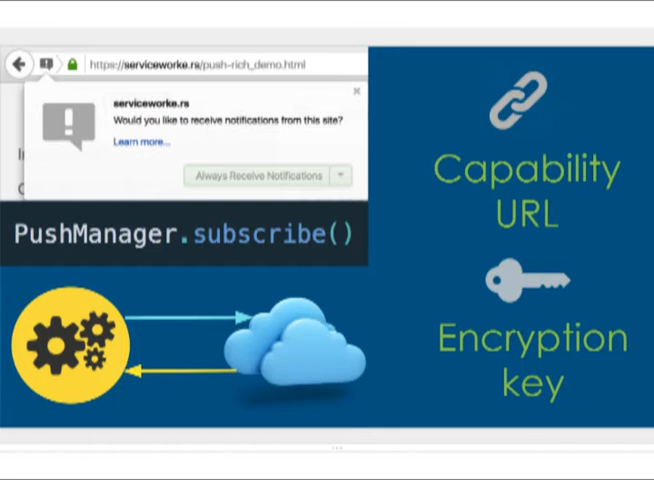 https://serviceworke.rs/push-rich_demo.html
serviceworke.rs
Would you like to receive notifications from this site?
Learn more...
Always Receive Notifications
PushManager.subscribe()
Capability
URL
Encryption
key